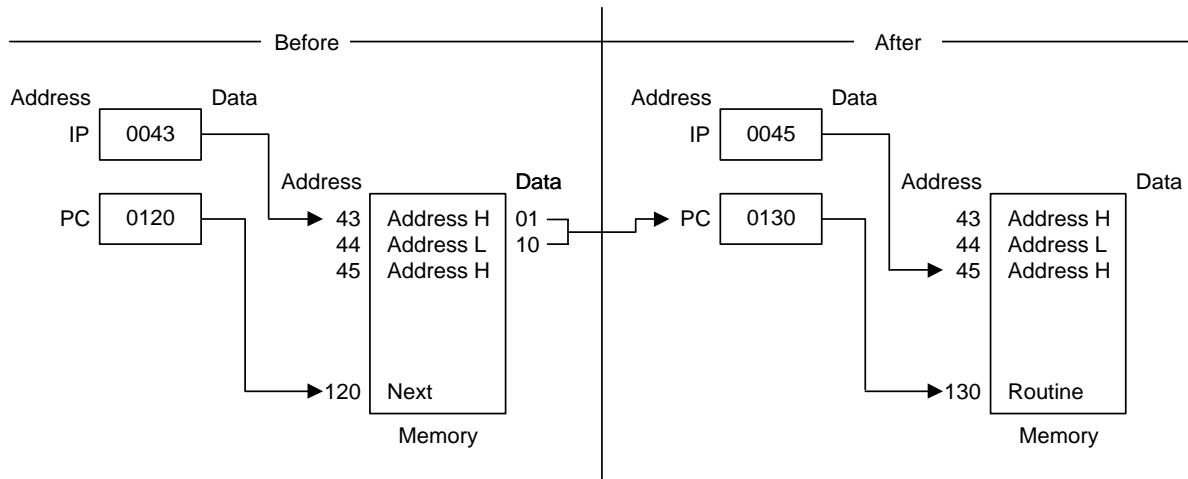 Before
Address Data
IP 0043
Address Data
PC 0120
43 Address H 01
44 Address L 10
45 Address H
120 Next
Memory
After
Address Data
IP 0045
Address Data
PC 0130
43 Address H
44 Address L
45 Address H
130 Routine
Memory